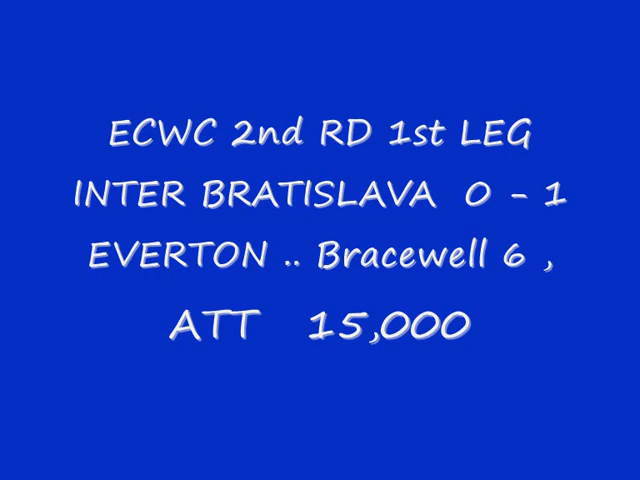 ECWC 2nd RD 1st LEG
INTER BRATISLAVA 0 - 1
EVERTON .. Bracewell 6 ,
ATT 15,000